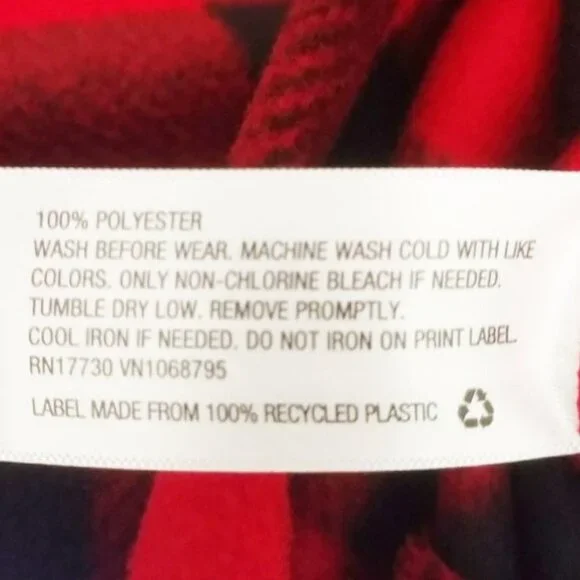 100% POLYESTER
WASH BEFORE WEAR. MACHINE WASH COLD WITH LIKE
COLORS. ONLY NON-CHLORINE BLEACH IF NEEDED.
TUMBLE DRY LOW. REMOVE PROMPTLY.
COOL IRON IF NEEDED. DO NOT IRON ON PRINT LABEL.
RN17730 VN1068795
LABEL MADE FROM 100% RECYCLED PLASTIC